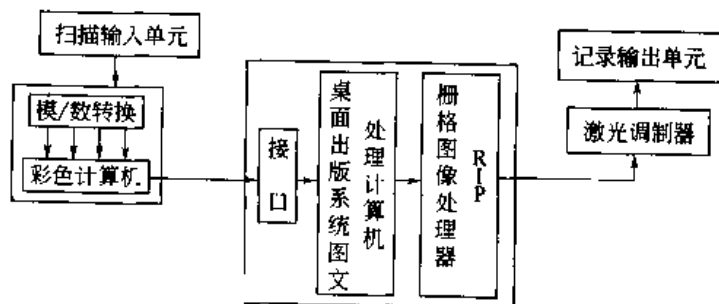 扫描输入单元
模/数转换
彩色计算机
接口
桌面出版系统图文
处理计算机
栅格图像处理器
RIP
激光调制器
记录输出单元